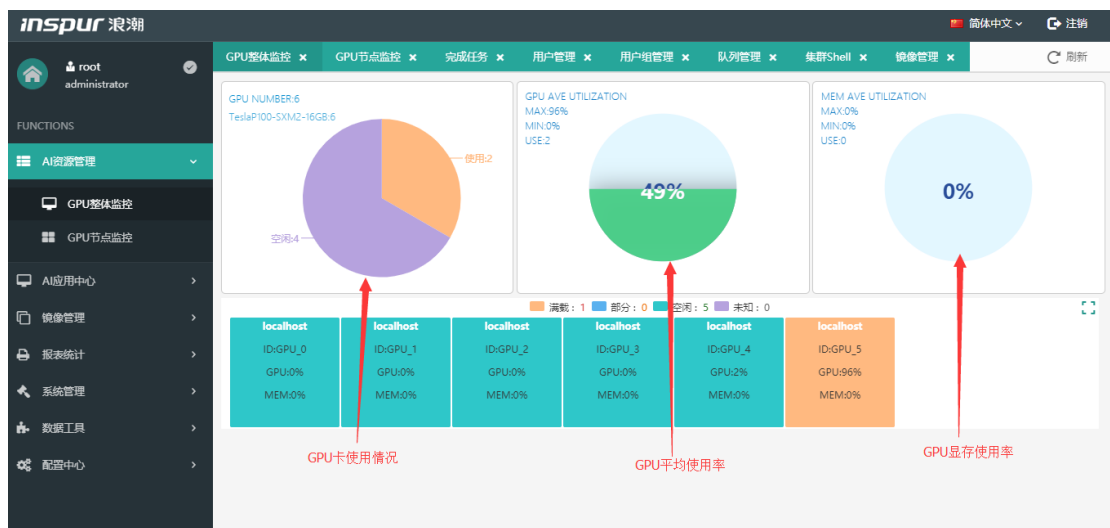 inspur 浪潮
简体中文
注销
root
administrator
GPU整体监控
GPU节点监控
完成任务
用户管理
用户组管理
队列管理
集群Shell
镜像管理
刷新
FUNCTIONS
AI资源管理
GPU整体监控
GPU节点监控
AI应用中心
镜像管理
报表统计
系统管理
数据工具
配置中心
GPU NUMBER:6
TeslaP100-SXM2-16GB:6
使用:2
空闲:4
GPU AVE UTILIZATION
MAX:96%
MIN:0%
USE:2
49%
MEM AVE UTILIZATION
MAX:0%
MIN:0%
USE:0
0%
满载: 1 部分: 0 空闲: 5 未知: 0
localhost
ID:GPU_0
GPU:0%
MEM:0%
localhost
ID:GPU_1
GPU:0%
MEM:0%
localhost
ID:GPU_2
GPU:0%
MEM:0%
localhost
ID:GPU_3
GPU:0%
MEM:0%
localhost
ID:GPU_4
GPU:2%
MEM:0%
localhost
ID:GPU_5
GPU:96%
MEM:0%
GPU卡使用情况
GPU平均使用率
GPU显存使用率